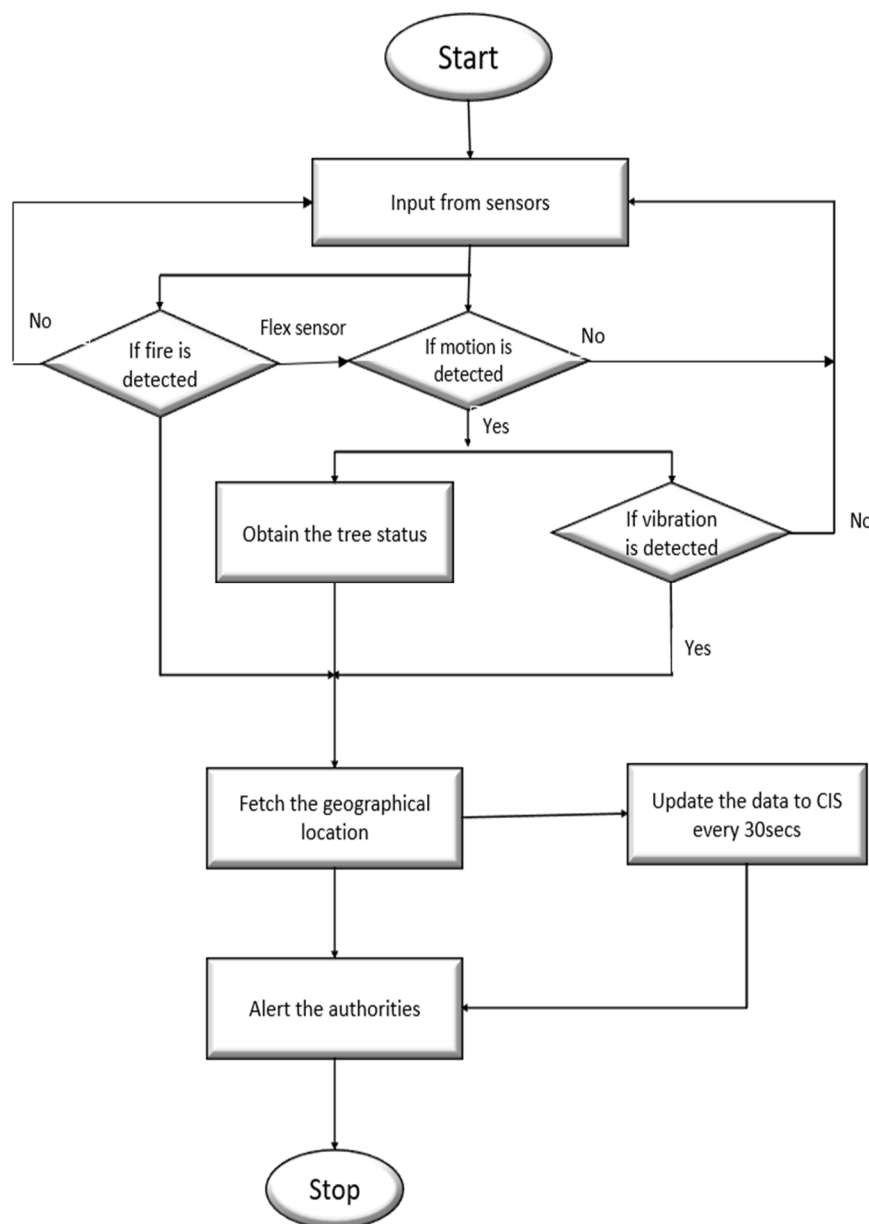 Start
Input from sensors
No
If fire is
detected
Flex sensor
If motion is
detected
No
Yes
Obtain the tree status
If vibration
is detected
No
Yes
Fetch the geographical
location
Update the data to CIS
every 30secs
Alert the authorities
Stop